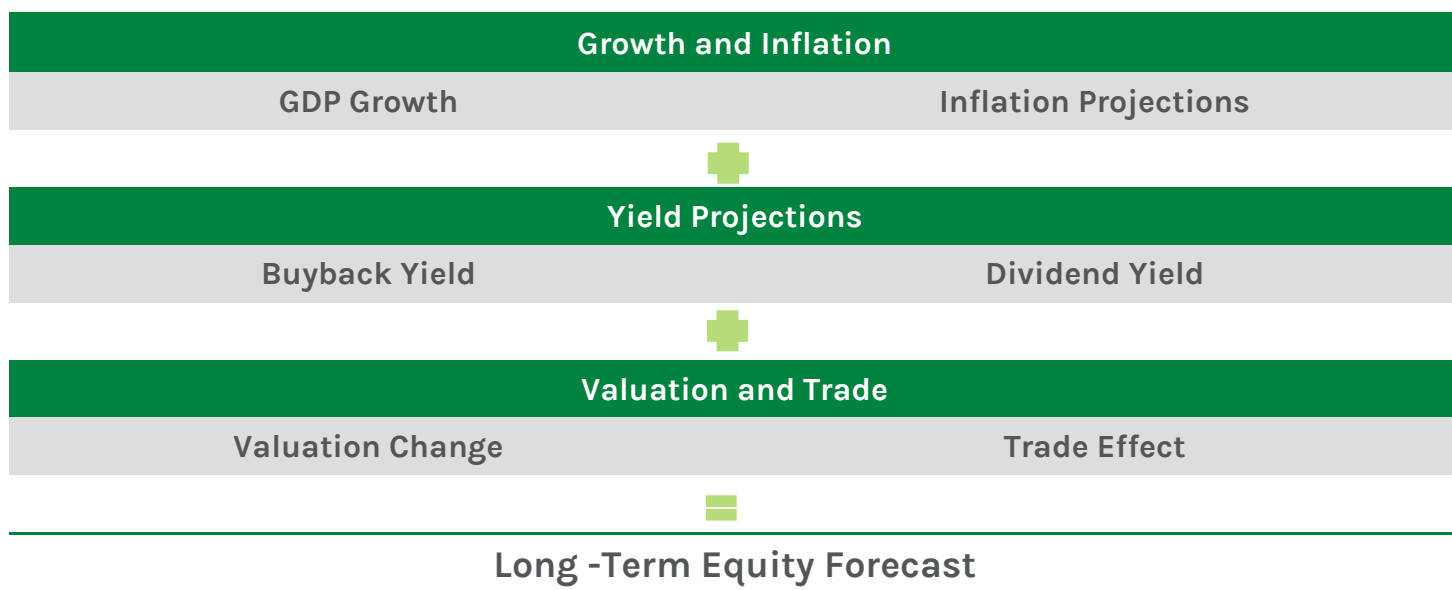 Growth and Inflation
GDP Growth
Inflation Projections
Yield Projections
Buyback Yield
Dividend Yield
Valuation and Trade
Valuation Change
Trade Effect
Long -Term Equity Forecast